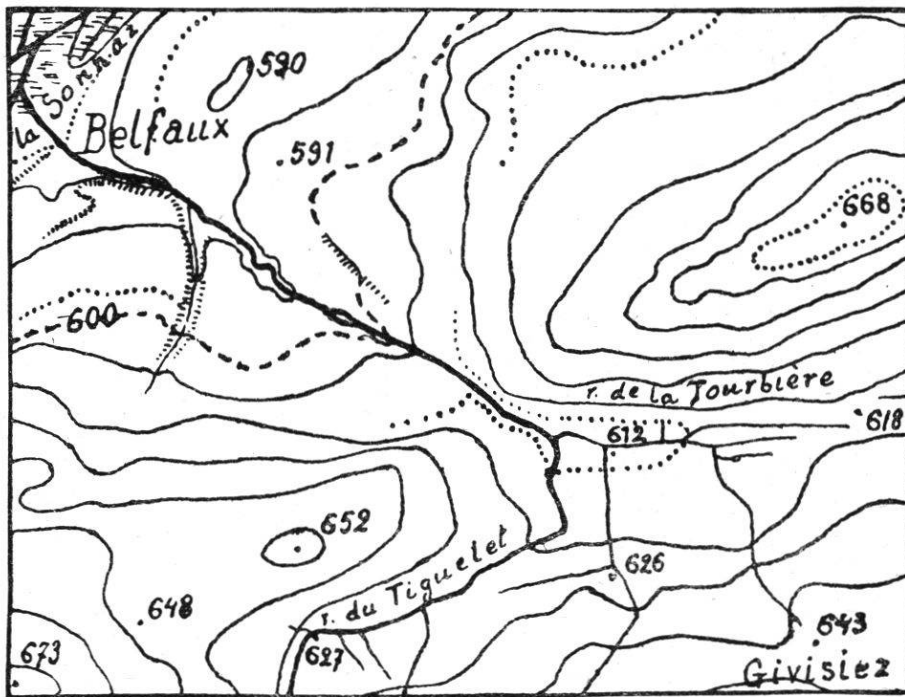 590
la Sonnaz
Belfaux
591
668
600
r. de la Tourbière
618
612
652
r. du Tiguelet
626
648
643
627
673
Givisiez